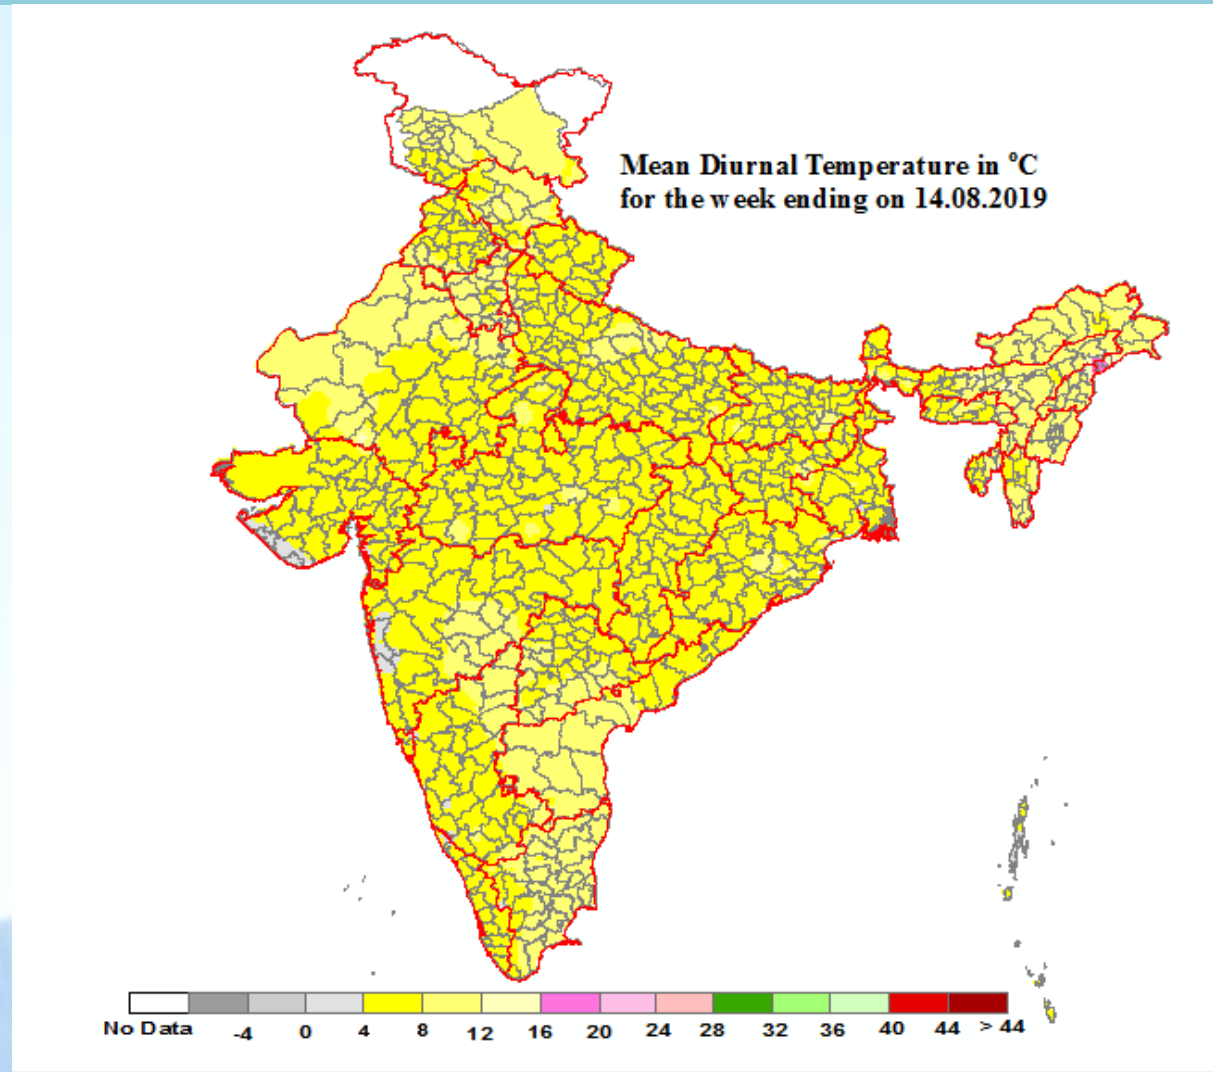 Mean Diurnal Temperature in °C
for the week ending on 14.08.2019
No Data -4 0 4 8 12 16 20 24 28 32 36 40 44 > 44